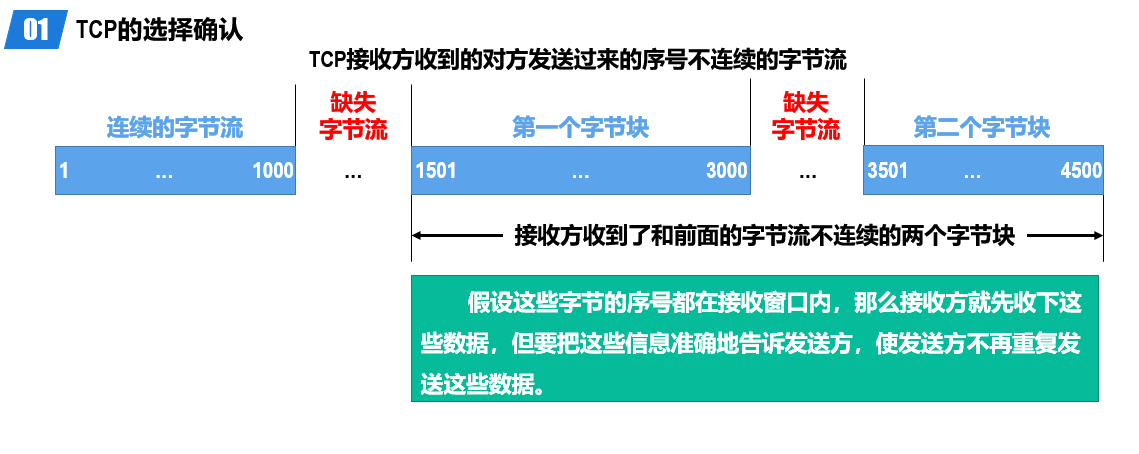 01 TCP的选择确认
TCP接收方收到的对方发送过来的序号不连续的字节流
连续的字节流
缺失
字节流
第一个字节块
缺失
字节流
第二个字节块
1 … 1000 … 1501 … 3000 … 3501 … 4500
接收方收到了和前面的字节流不连续的两个字节块
假设这些字节的序号都在接收窗口内，那么接收方就先收下这
些数据，但要把这些信息准确地告诉发送方，使发送方不再重复发
送这些数据。